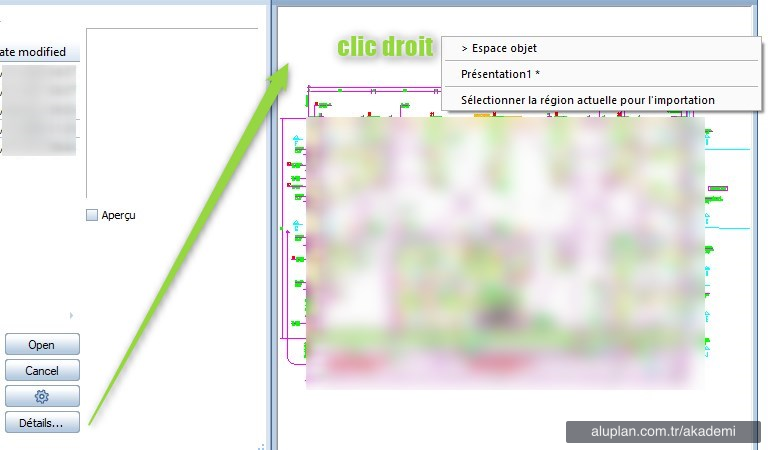 ate modified
Aperçu
Open
Cancel
Détails...
clic droit
> Espace objet
Présentation1 *
Sélectionner la région actuelle pour l'importation
aluplan.com.tr/akademi